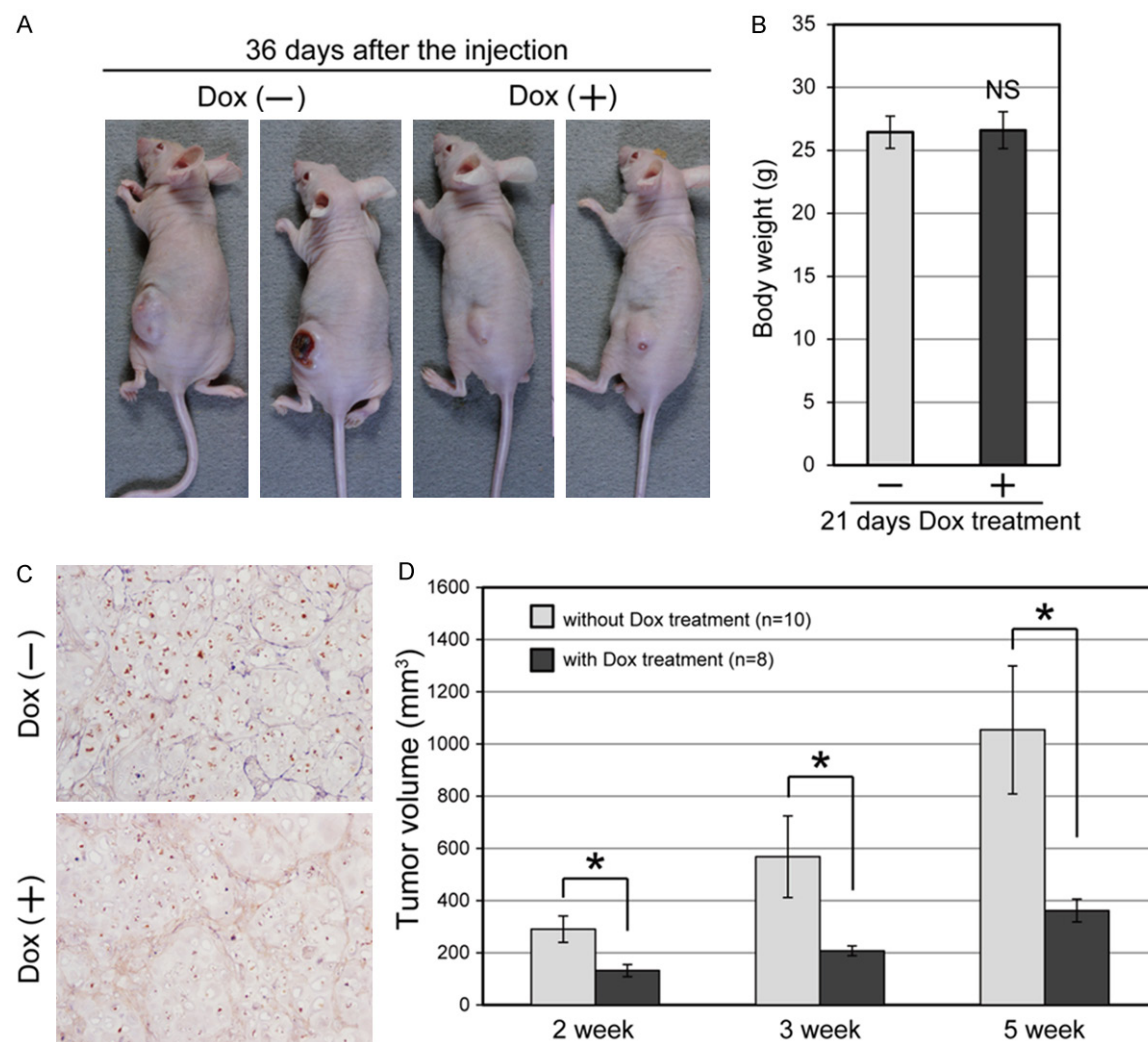 A
36 days after the injection
Dox (—)
Dox (+)
B
35
30
25
20
15
10
5
0
Body weight (g)
NS
— +
21 days Dox treatment
C
Dox (—)
Dox (+)
D
1600
1400
1200
1000
800
600
400
200
0
Tumor volume (mm³)
without Dox treatment (n=10)
with Dox treatment (n=8)
*
*
*
2 week
3 week
5 week